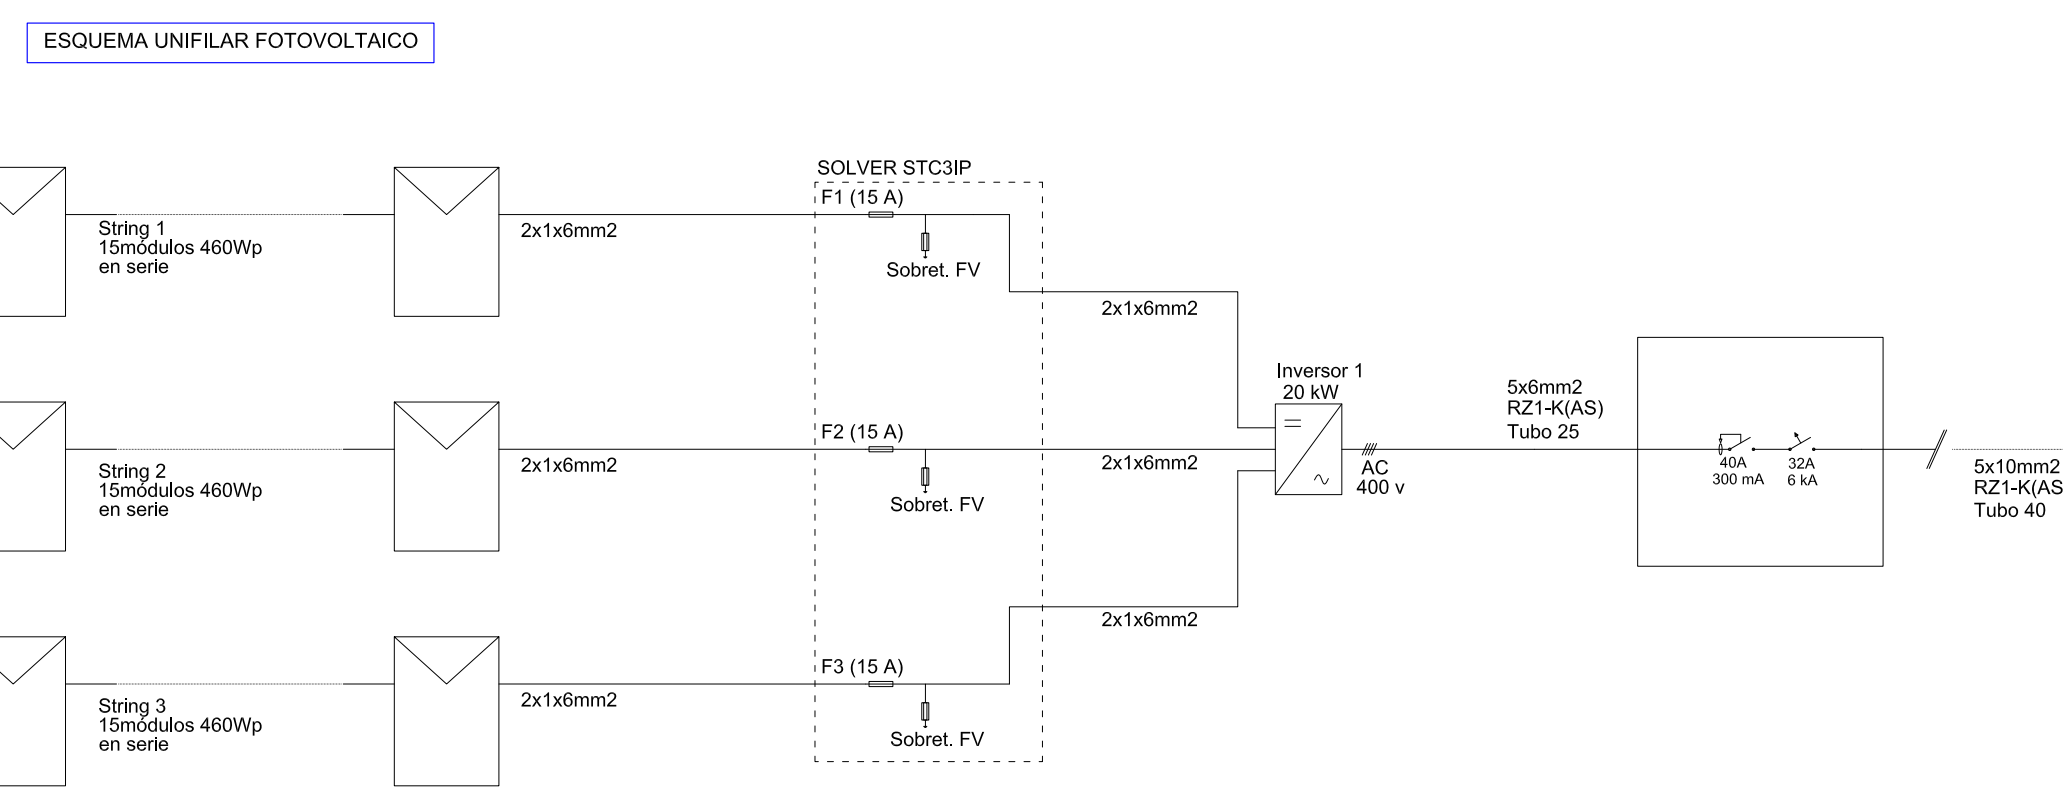 ESQUEMA UNIFILAR FOTOVOLTAICO
SOLVER STC3IP
F1 (15 A)
String 1
15módulos 460Wp
en serie
2x1x6mm2
Sobret. FV
2x1x6mm2
Inversor 1
20 kW
5x6mm2
RZ1-K(AS)
Tubo 25
F2 (15 A)
String 2
15módulos 460Wp
en serie
2x1x6mm2
Sobret. FV
2x1x6mm2
AC
400 v
40A
300 mA
32A
6 kA
5x10mm2
RZ1-K(AS
Tubo 40
2x1x6mm2
F3 (15 A)
String 3
15módulos 460Wp
en serie
2x1x6mm2
Sobret. FV